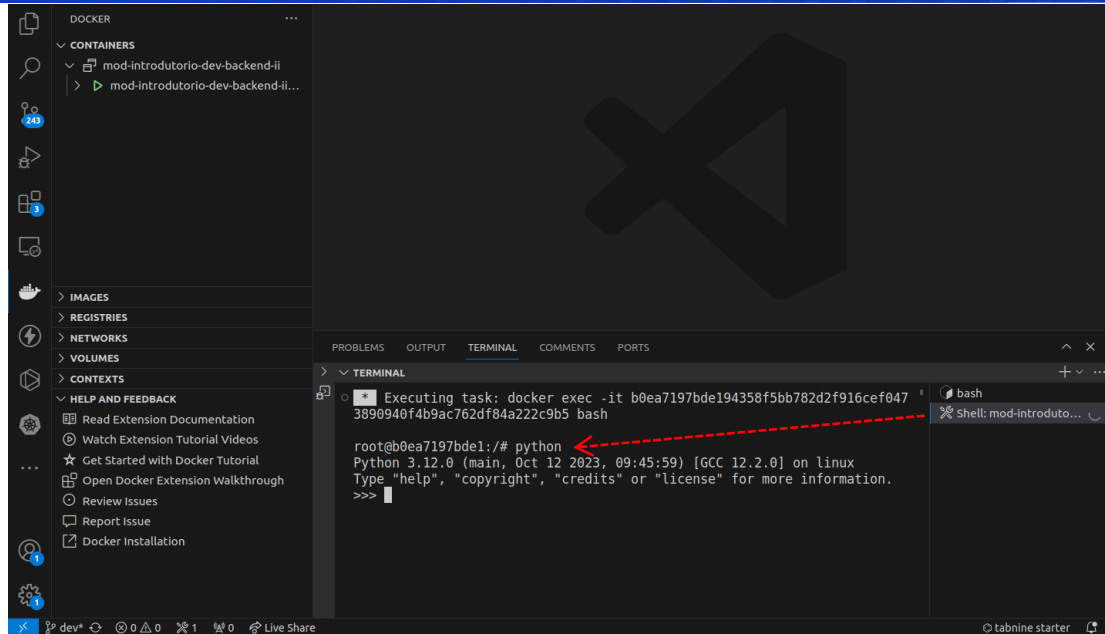 DOCKER
CONTAINERS
mod-introdutorio-dev-backend-ii
mod-introdutorio-dev-backend-ii...
243
3
IMAGES
REGISTRIES
NETWORKS
VOLUMES
CONTEXTS
HELP AND FEEDBACK
Read Extension Documentation
Watch Extension Tutorial Videos
Get Started with Docker Tutorial
Open Docker Extension Walkthrough
Review Issues
Report Issue
Docker Installation
1
1
PROBLEMS OUTPUT TERMINAL COMMENTS PORTS
TERMINAL
* Executing task: docker exec -it b0ea7197bde194358f5bb782d2f916cef047
3890940f4b9ac762df84a222c9b5 bash
root@b0ea7197bde1:/# python
Python 3.12.0 (main, Oct 12 2023, 09:45:59) [GCC 12.2.0] on linux
Type "help", "copyright", "credits" or "license" for more information.
>>>
bash
Shell: mod-introduto...
dev* 0 0 1 0 Live Share
tabnine starter